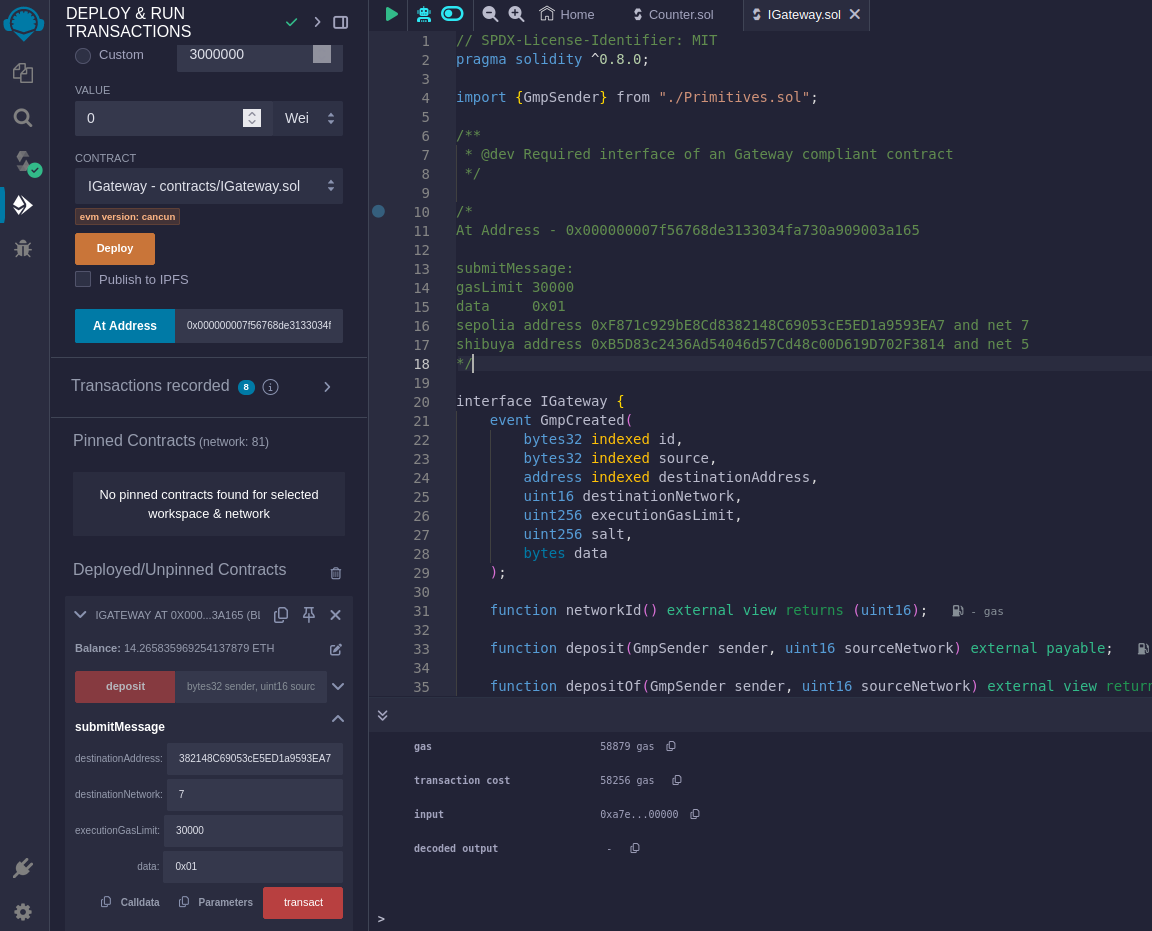 DEPLOY & RUN
TRANSACTIONS
Custom
3000000
VALUE
0
Wei
CONTRACT
IGateway - contracts/IGateway.sol
evm version: cancun
Deploy
Publish to IPFS
At Address
0x000000007f56768de3133034f
Transactions recorded 8 i
Pinned Contracts (network: 81)
No pinned contracts found for selected
workspace & network
Deployed/Unpinned Contracts
IGATEWAY AT 0X000...3A165 (BL
Balance: 14.265835969254137879 ETH
deposit
bytes32 sender, uint16 sourc
submitMessage
destinationAddress: 382148C69053cE5ED1a9593EA7
destinationNetwork: 7
executionGasLimit: 30000
data: 0x01
Calldata
Parameters
transact
Home
Counter.sol
IGateway.sol
1 // SPDX-License-Identifier: MIT
2 pragma solidity ^0.8.0;
3
4 import {GmpSender} from "./Primitives.sol";
5
6 /**
7 * @dev Required interface of an Gateway compliant contract
8 */
9
10 /*
11 At Address - 0x000000007f56768de3133034fa730a909003a165
12
13 submitMessage:
14 gasLimit 30000
15 data 0x01
16 sepolia address 0xF871c929bE8Cd8382148C69053cE5ED1a9593EA7 and net 7
17 shibuya address 0xB5D83c2436Ad54046d57Cd48c00D619D702F3814 and net 5
18 */
19
20 interface IGateway {
21 event GmpCreated(
22 bytes32 indexed id,
23 bytes32 indexed source,
24 address indexed destinationAddress,
25 uint16 destinationNetwork,
26 uint256 executionGasLimit,
27 uint256 salt,
28 bytes data
29 );
30
31 function networkId() external view returns (uint16); - gas
32
33 function deposit(GmpSender sender, uint16 sourceNetwork) external payable;
34
35 function depositOf(GmpSender sender, uint16 sourceNetwork) external view return
gas 58879 gas
transaction cost 58256 gas
input 0xa7e...00000
decoded output -
>